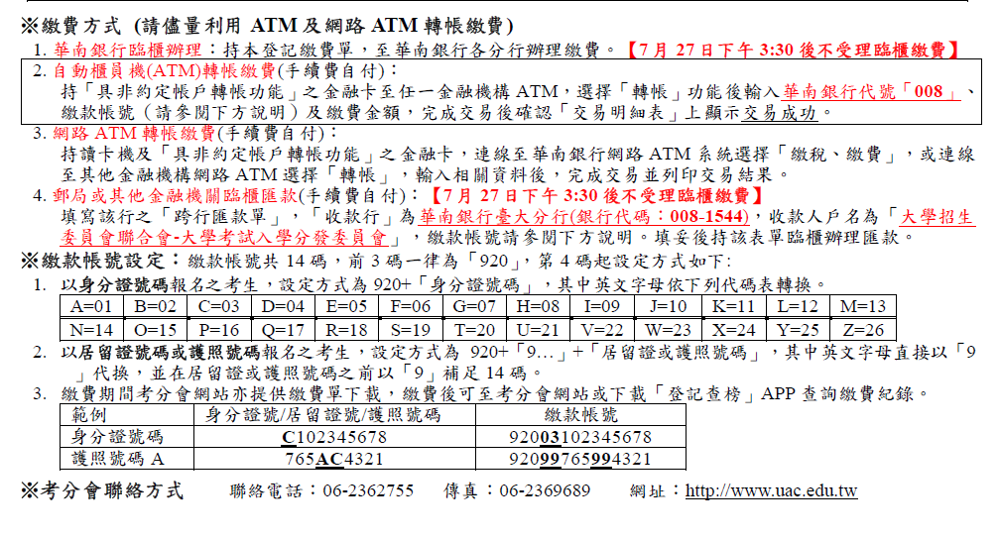 ※繳費方式 (請儘量利用 ATM 及網路 ATM 轉帳繳費)
1. 華南銀行臨櫃辦理：持本登記繳費單，至華南銀行各分行辦理繳費。【7 月 27 日下午 3:30 後不受理臨櫃繳費】
2. 自動櫃員機(ATM)轉帳繳費(手續費自付)：
持「具非約定帳戶轉帳功能」之金融卡至任一金融機構 ATM，選擇「轉帳」功能後輸入華南銀行代號「008」、
繳款帳號（請參閱下方說明）及繳費金額，完成交易後確認「交易明細表」上顯示交易成功。
3. 網路 ATM 轉帳繳費(手續費自付)：
持讀卡機及「具非約定帳戶轉帳功能」之金融卡，連線至華南銀行網路 ATM 系統選擇「繳稅、繳費」，或連線
至其他金融機構網路 ATM 選擇「轉帳」，輸入相關資料後，完成交易並列印交易結果。
4. 郵局或其他金融機關臨櫃匯款(手續費自付)：【7 月 27 日下午 3:30 後不受理臨櫃繳費】
填寫該行之「跨行匯款單」，「收款行」為華南銀行臺大分行(銀行代碼：008-1544)，收款人戶名為「大學招生
委員會聯合會-大學考試入學分發委員會」，繳款帳號請參閱下方說明。填妥後持該表單臨櫃辦理匯款。
※繳款帳號設定：繳款帳號共 14 碼，前 3 碼一律為「920」，第 4 碼起設定方式如下:
1. 以身分證號碼報名之考生，設定方式為 920+「身分證號碼」，其中英文字母依下列代碼表轉換。
A=01 B=02 C=03 D=04 E=05 F=06 G=07 H=08 I=09 J=10 K=11 L=12 M=13
N=14 O=15 P=16 Q=17 R=18 S=19 T=20 U=21 V=22 W=23 X=24 Y=25 Z=26
2. 以居留證號碼或護照號碼報名之考生，設定方式為 920+「9…」+「居留證或護照號碼」，其中英文字母直接以「9
」代換，並在居留證或護照號碼之前以「9」補足 14 碼。
3. 繳費期間考分會網站亦提供繳費單下載，繳費後可至考分會網站或下載「登記查榜」APP 查詢繳費紀錄。
範例 身分證號/居留證號/護照號碼 繳款帳號
身分證號碼 C102345678 92003102345678
護照號碼 A 765AC4321 92099765994321
※考分會聯絡方式 聯絡電話：06-2362755 傳真：06-2369689 網址：http://www.uac.edu.tw